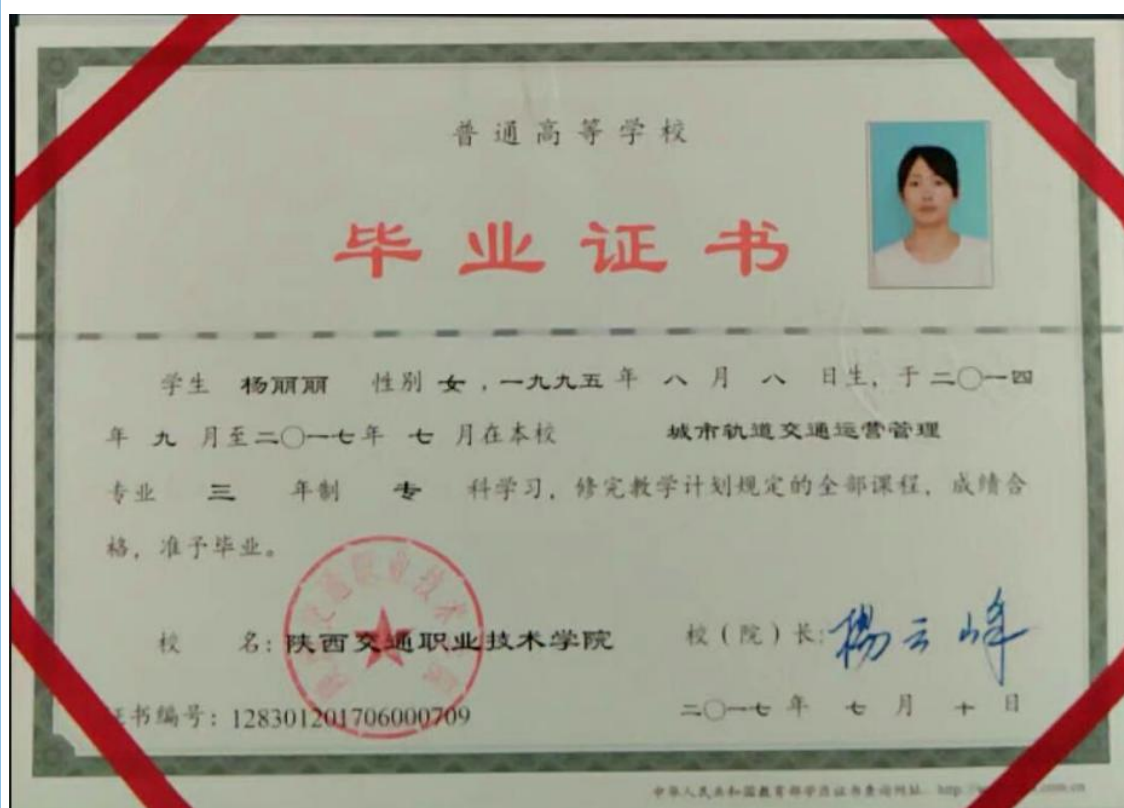 普通高等学校
毕业证书
学生 杨丽丽 性别 女，一九九五 年 八 月 八 日生，于 二〇一四
年 九 月至二〇一七年 七 月在本校 城市轨道交通运营管理
专业 三 年制 专 科学习，修完教学计划规定的全部课程，成绩合
格，准予毕业。
校 名：陕西交通职业技术学院
校（院）长：杨云峰
证书编号：128301201706000709
二〇一七 年 七 月 十 日
中华人民共和国教育部学历证书查询网址